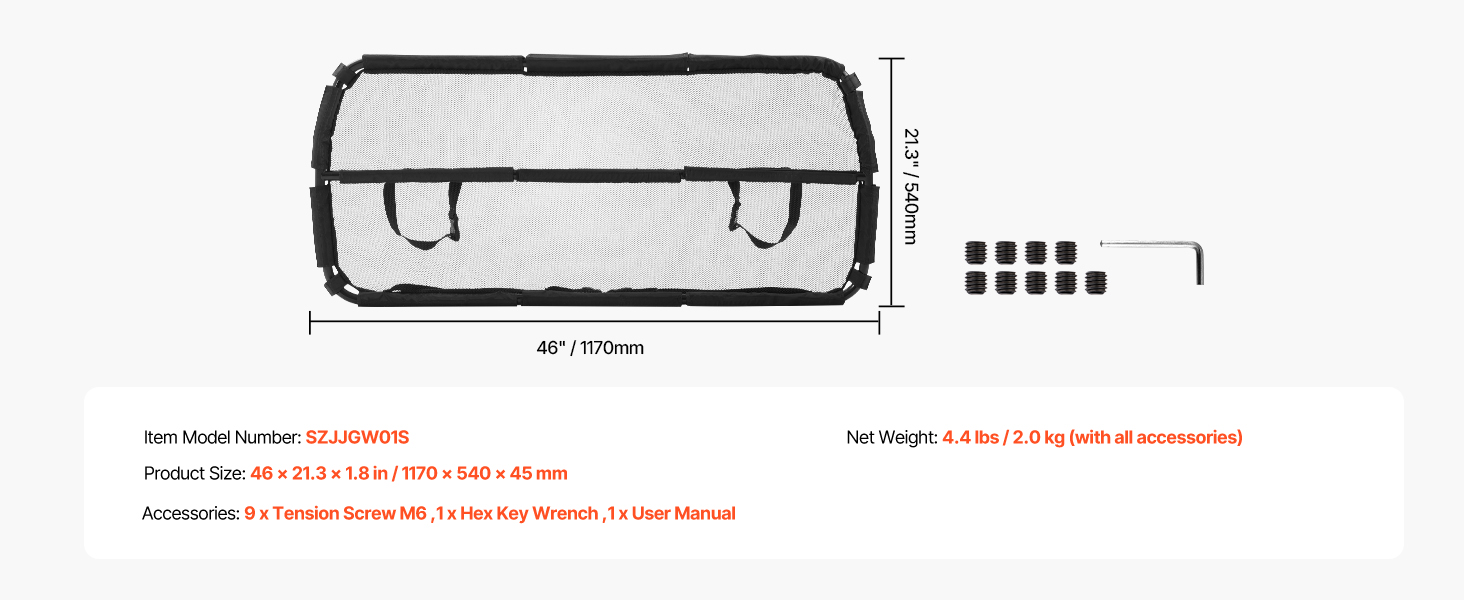 21.3" / 540mm
46" / 1170mm
Item Model Number: SZJJGW01S
Net Weight: 4.4 lbs / 2.0 kg (with all accessories)
Product Size: 46 × 21.3 × 1.8 in / 1170 × 540 × 45 mm
Accessories: 9 x Tension Screw M6 ,1 x Hex Key Wrench ,1 x User Manual